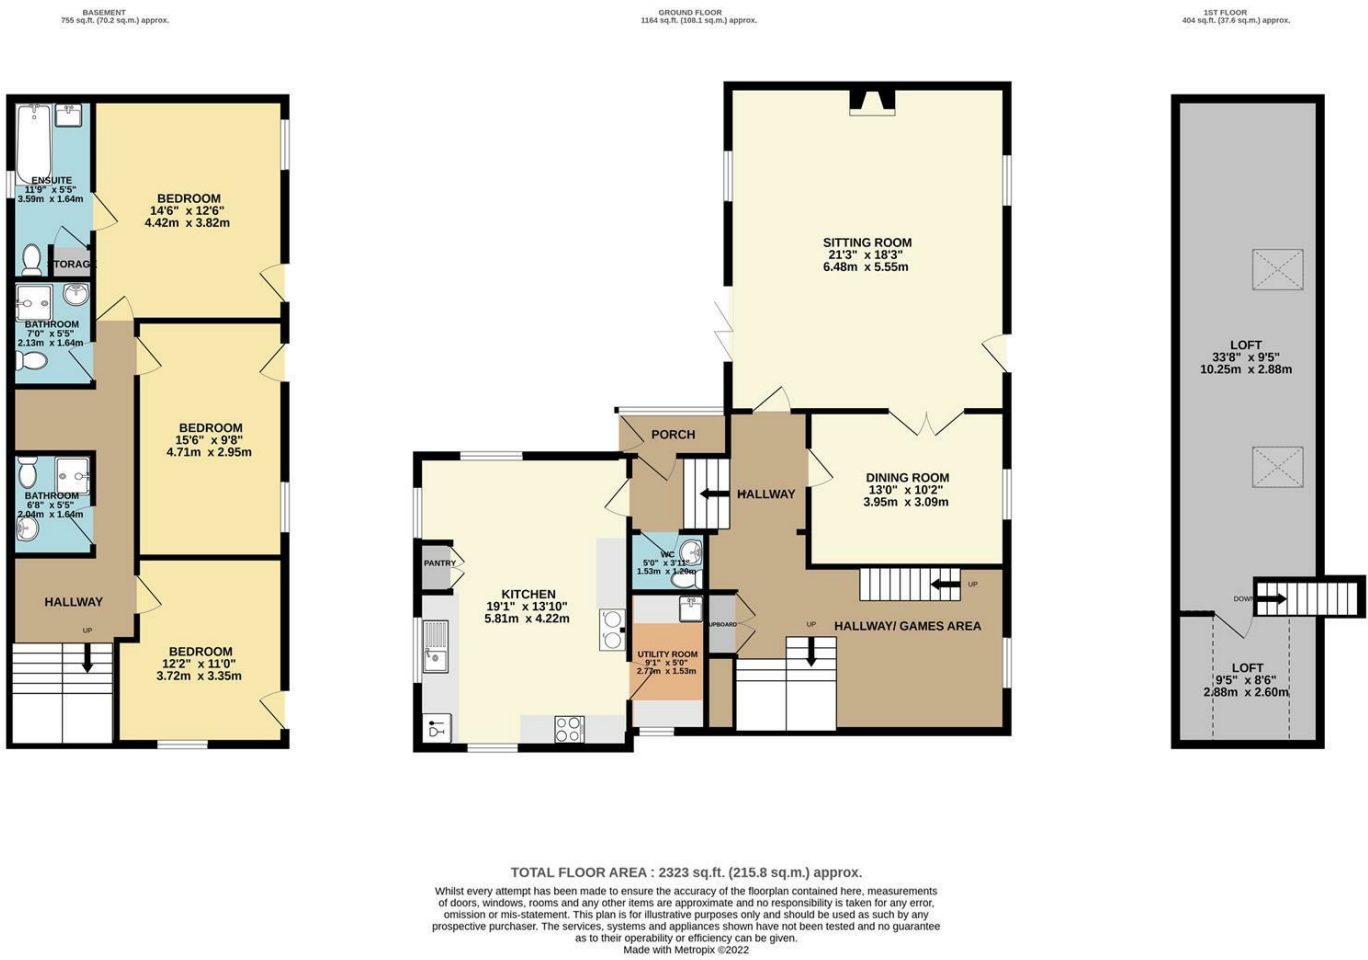 BASEMENT
755 sq.ft. (70.2 sq.m.) approx.
GROUND FLOOR
1164 sq.ft. (108.1 sq.m.) approx.
1ST FLOOR
404 sq.ft. (37.6 sq.m.) approx.
ENSUITE
11'9" x 5'5"
3.59m x 1.64m
BEDROOM
14'6" x 12'6"
4.42m x 3.82m
STORAGE
BATHROOM
7'0" x 5'5"
2.13m x 1.64m
BEDROOM
15'6" x 9'8"
4.71m x 2.95m
BATHROOM
6'8" x 5'5"
2.04m x 1.64m
HALLWAY
UP
BEDROOM
12'2" x 11'0"
3.72m x 3.35m
SITTING ROOM
21'3" x 18'3"
6.48m x 5.55m
PORCH
HALLWAY
DINING ROOM
13'0" x 10'2"
3.95m x 3.09m
PANTRY
WC
5'0" x 3'11"
1.53m x 1.20m
KITCHEN
19'1" x 13'10"
5.81m x 4.22m
UP
UPBOARD
UP
HALLWAY/ GAMES AREA
UTILITY ROOM
9'1" x 5'0"
2.77m x 1.53m
LOFT
33'8" x 9'5"
10.25m x 2.88m
DOWN
LOFT
9'5" x 8'6"
2.88m x 2.60m
TOTAL FLOOR AREA : 2323 sq.ft. (215.8 sq.m.) approx.
Whilst every attempt has been made to ensure the accuracy of the floorplan contained here, measurements
of doors, windows, rooms and any other items are approximate and no responsibility is taken for any error,
omission or mis-statement. This plan is for illustrative purposes only and should be used as such by any
prospective purchaser. The services, systems and appliances shown have not been tested and no guarantee
as to their operability or efficiency can be given.
Made with Metropix ©2022